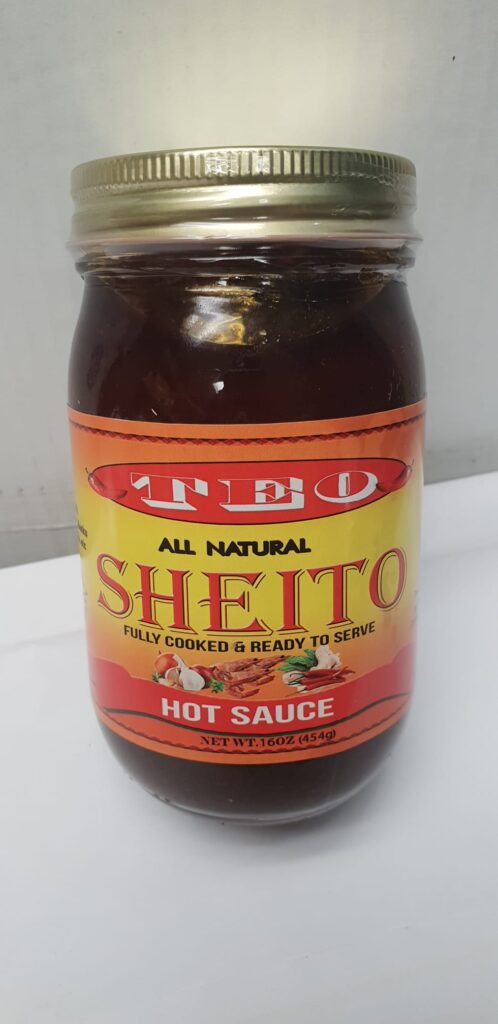 TEO
ALL NATURAL
SHEITO
FULLY COOKED & READY TO SERVE
HOT SAUCE
NET WT.16OZ (454g)